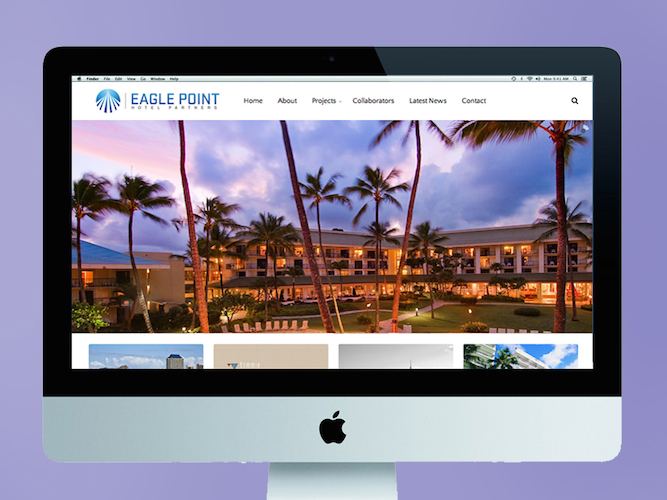 Finder File Edit View Go Window Help
Mon 9:41 AM
EAGLE POINT
HOTEL PARTNERS
Home About Projects Collaborators Latest News Contact